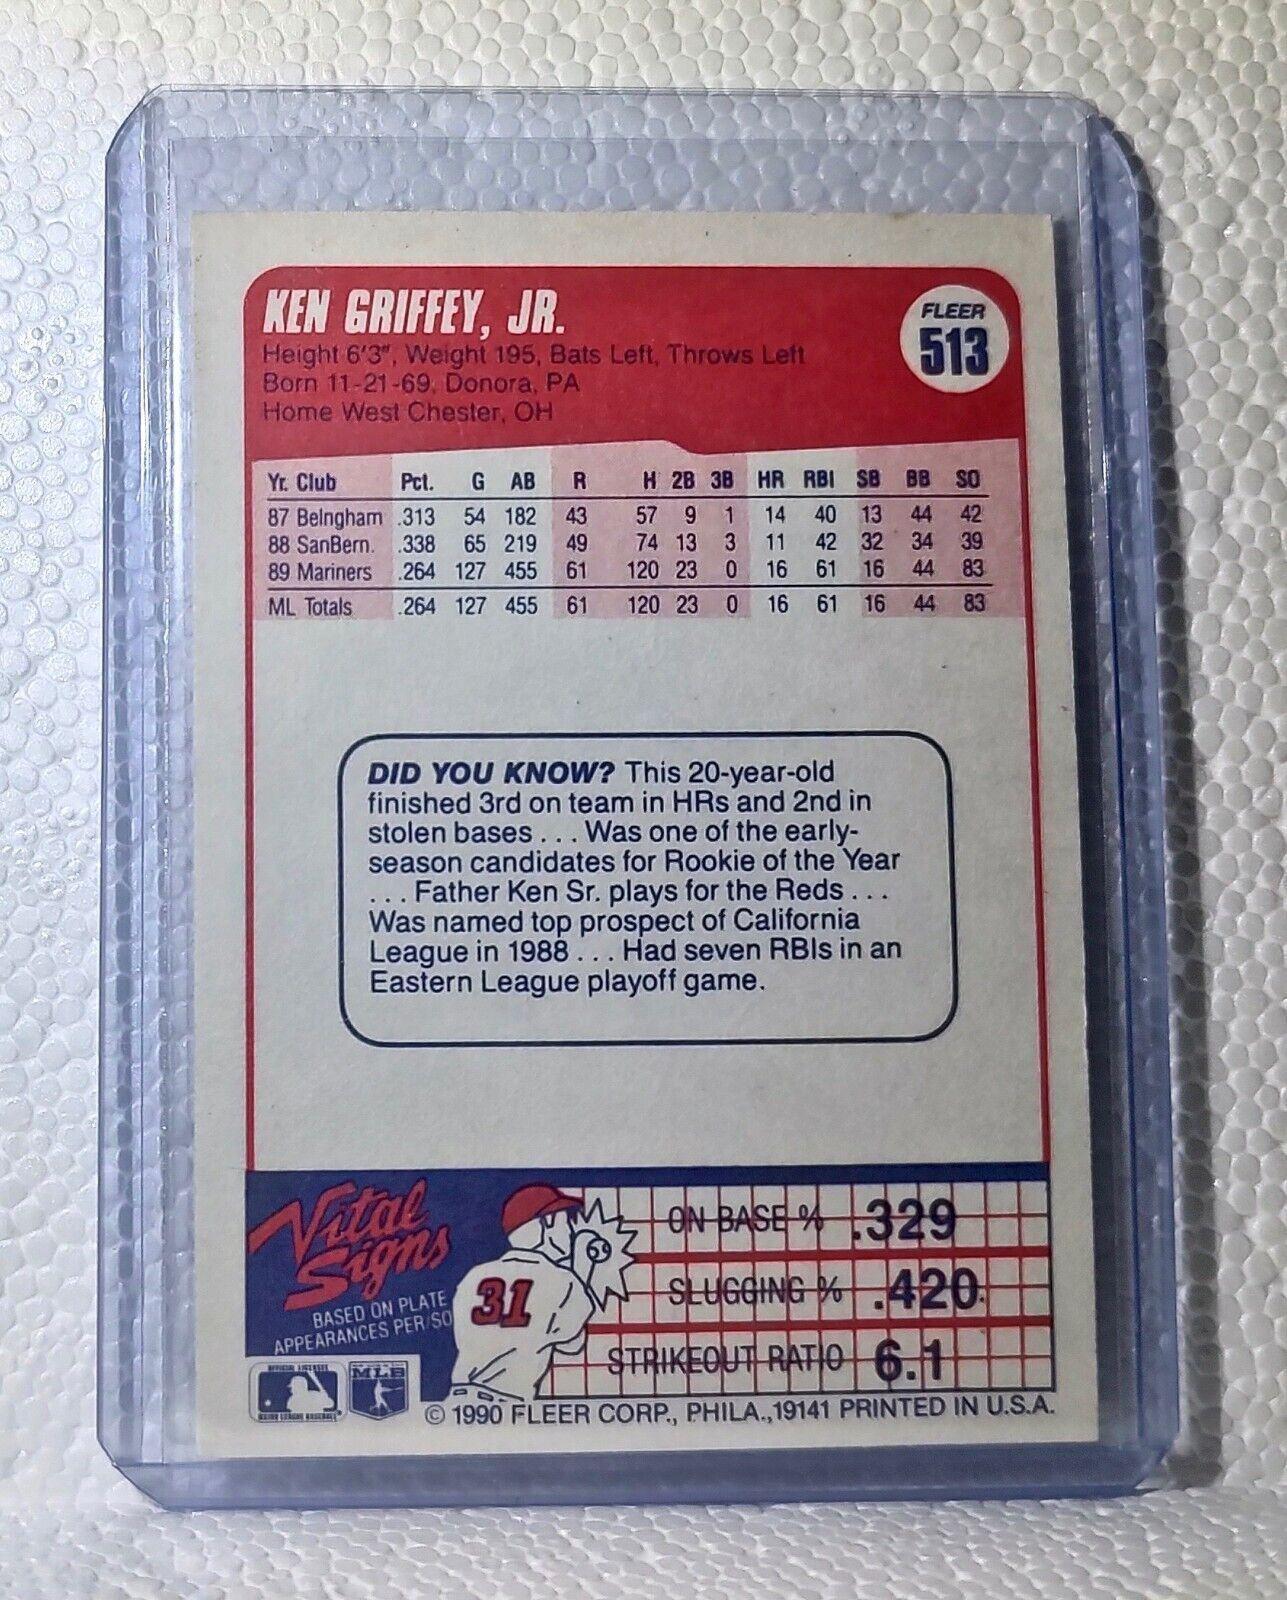 KEN GRIFFEY, JR.
FLEER
513
Height 6'3", Weight 195, Bats Left, Throws Left
Born 11-21-69, Donora, PA
Home West Chester, OH
Yr. Club Pct. G AB R H 2B 3B HR RBI SB BB SO
87 Belngham .313 54 182 43 57 9 1 14 40 13 44 42
88 SanBern. .338 65 219 49 74 13 3 11 42 32 34 39
89 Mariners .264 127 455 61 120 23 0 16 61 16 44 83
ML Totals .264 127 455 61 120 23 0 16 61 16 44 83
DID YOU KNOW? This 20-year-old
finished 3rd on team in HRs and 2nd in
stolen bases . . . Was one of the early-
season candidates for Rookie of the Year
. . . Father Ken Sr. plays for the Reds . . .
Was named top prospect of California
League in 1988 . . . Had seven RBIs in an
Eastern League playoff game.
Vital
Signs
BASED ON PLATE
APPEARANCES PER/SO
31
ON BASE % .329
SLUGGING % .420
STRIKEOUT RATIO 6.1
OFFICIAL LICENSEE
MAJOR LEAGUE BASEBALL
MLB
© 1990 FLEER CORP., PHILA.,19141 PRINTED IN U.S.A.